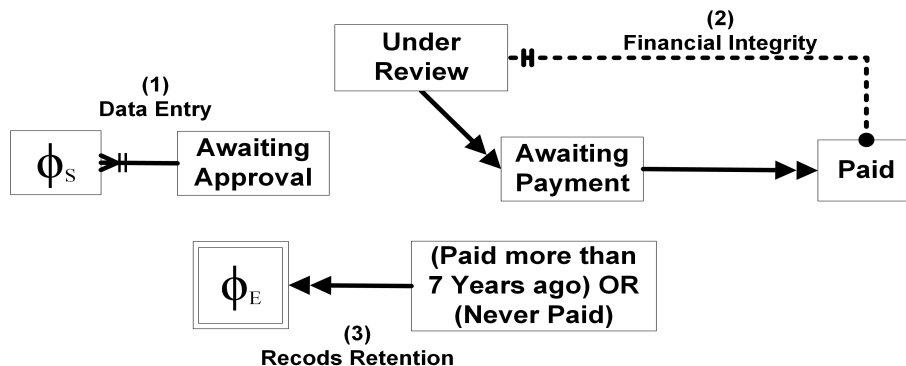 (1)
Data Entry
ϕS
Awaiting
Approval
Under
Review
(2)
Financial Integrity
Awaiting
Payment
Paid
ϕE
(Paid more than
7 Years ago) OR
(Never Paid)
(3)
Recods Retention